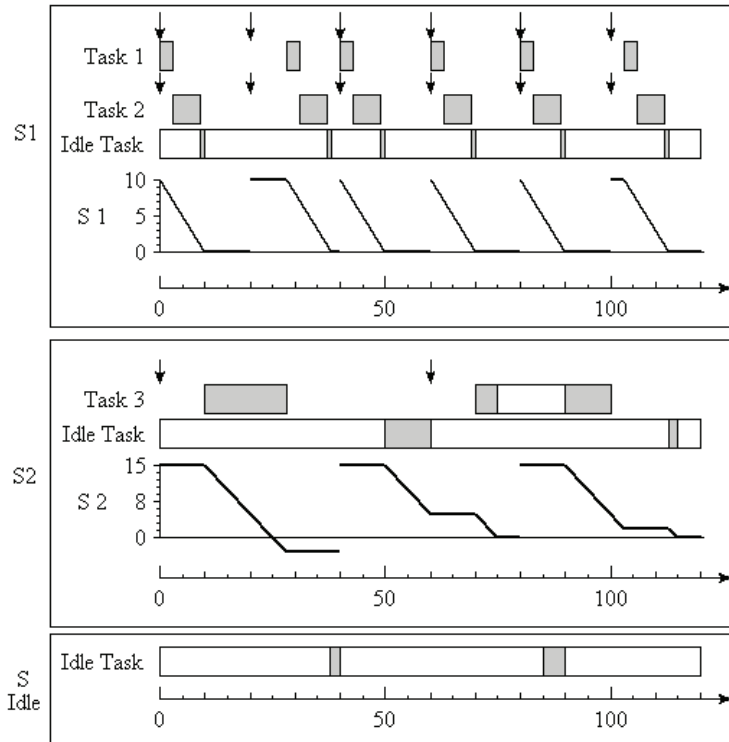 Task 1
Task 2
S1
Idle Task
10
S 1
5
0
0 50 100
Task 3
Idle Task
S2
15
S 2
8
0
0 50 100
S
Idle
Idle Task
0 50 100